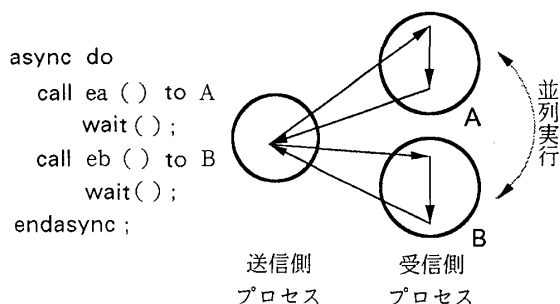 async do
call ea () to A
wait();
call eb () to B
wait();
endasync;
A
B
並列実行
送信側
プロセス
受信側
プロセス